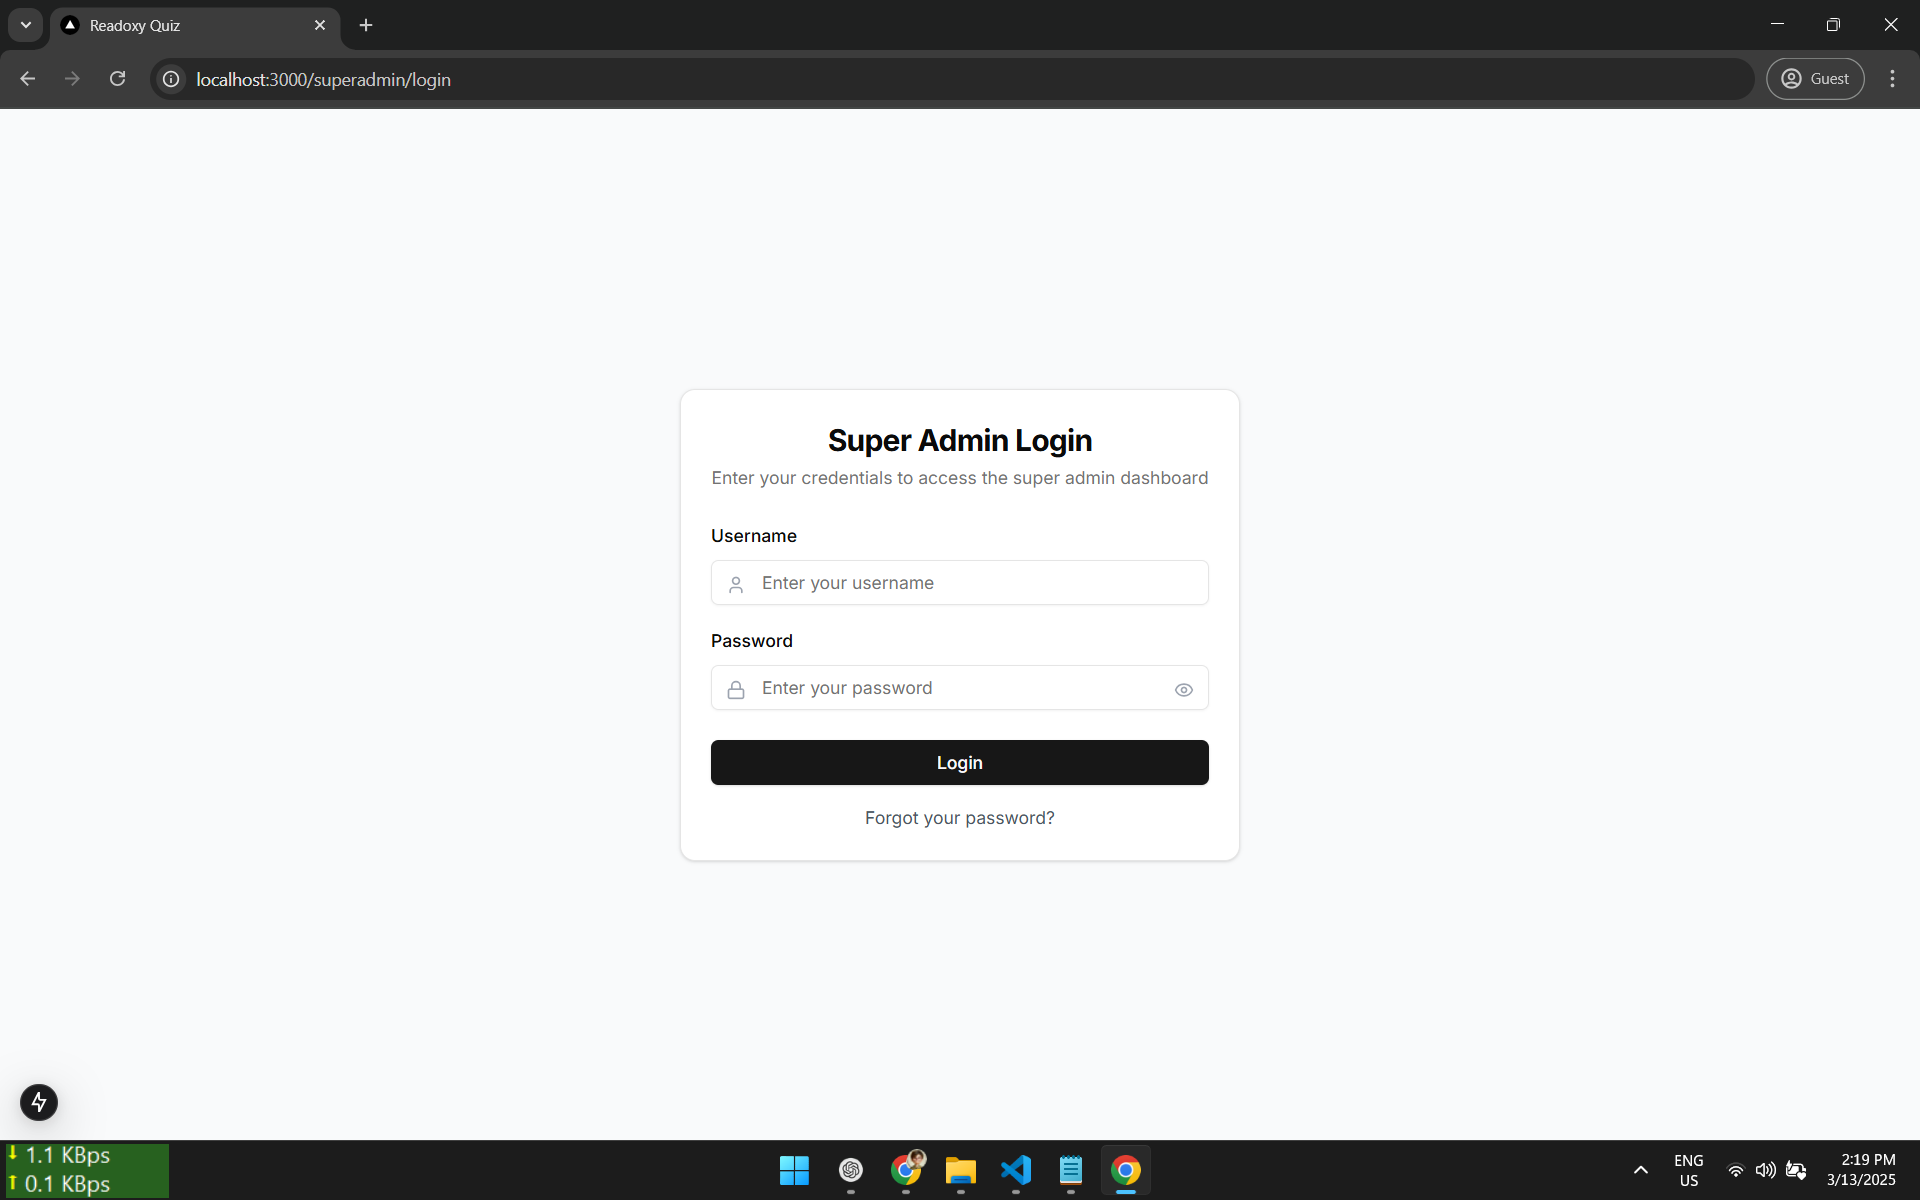 Readoxy Quiz
localhost:3000/superadmin/login
Guest
Super Admin Login
Enter your credentials to access the super admin dashboard
Username
Enter your username
Password
Enter your password
Login
Forgot your password?
1.1 KBps
0.1 KBps
ENG
US
2:19 PM
3/13/2025